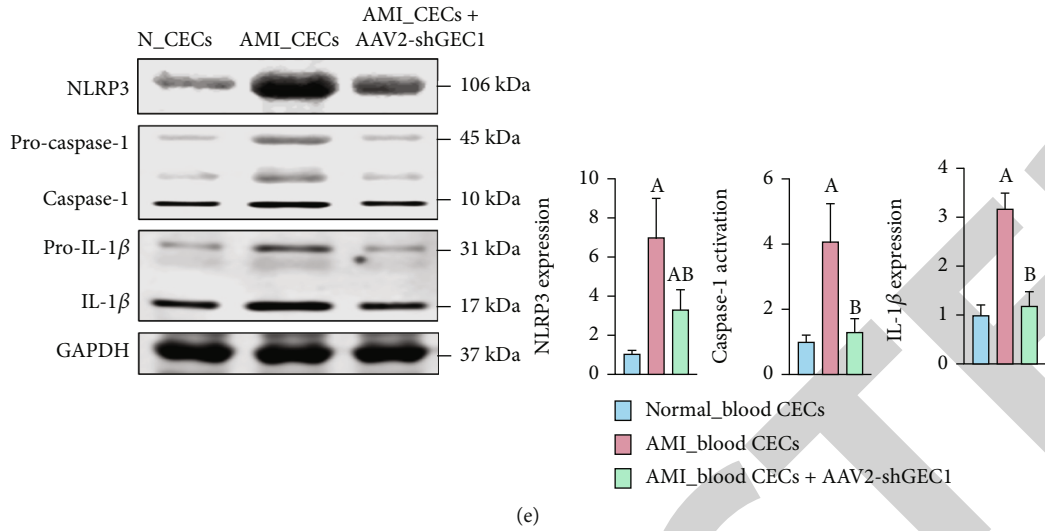 N_CECs
AMI_CECs
AMI_CECs +
AAV2-shGEC1
NLRP3
106 kDa
Pro-caspase-1
45 kDa
Caspase-1
10 kDa
Pro-IL-1β
31 kDa
IL-1β
17 kDa
GAPDH
37 kDa
NLRP3 expression
10
8
6
4
2
0
A
AB
Caspase-1 activation
6
4
2
0
A
B
IL-1β expression
4
3
2
1
0
A
B
Normal_blood CECs
AMI_blood CECs
AMI_blood CECs + AAV2-shGEC1
(e)